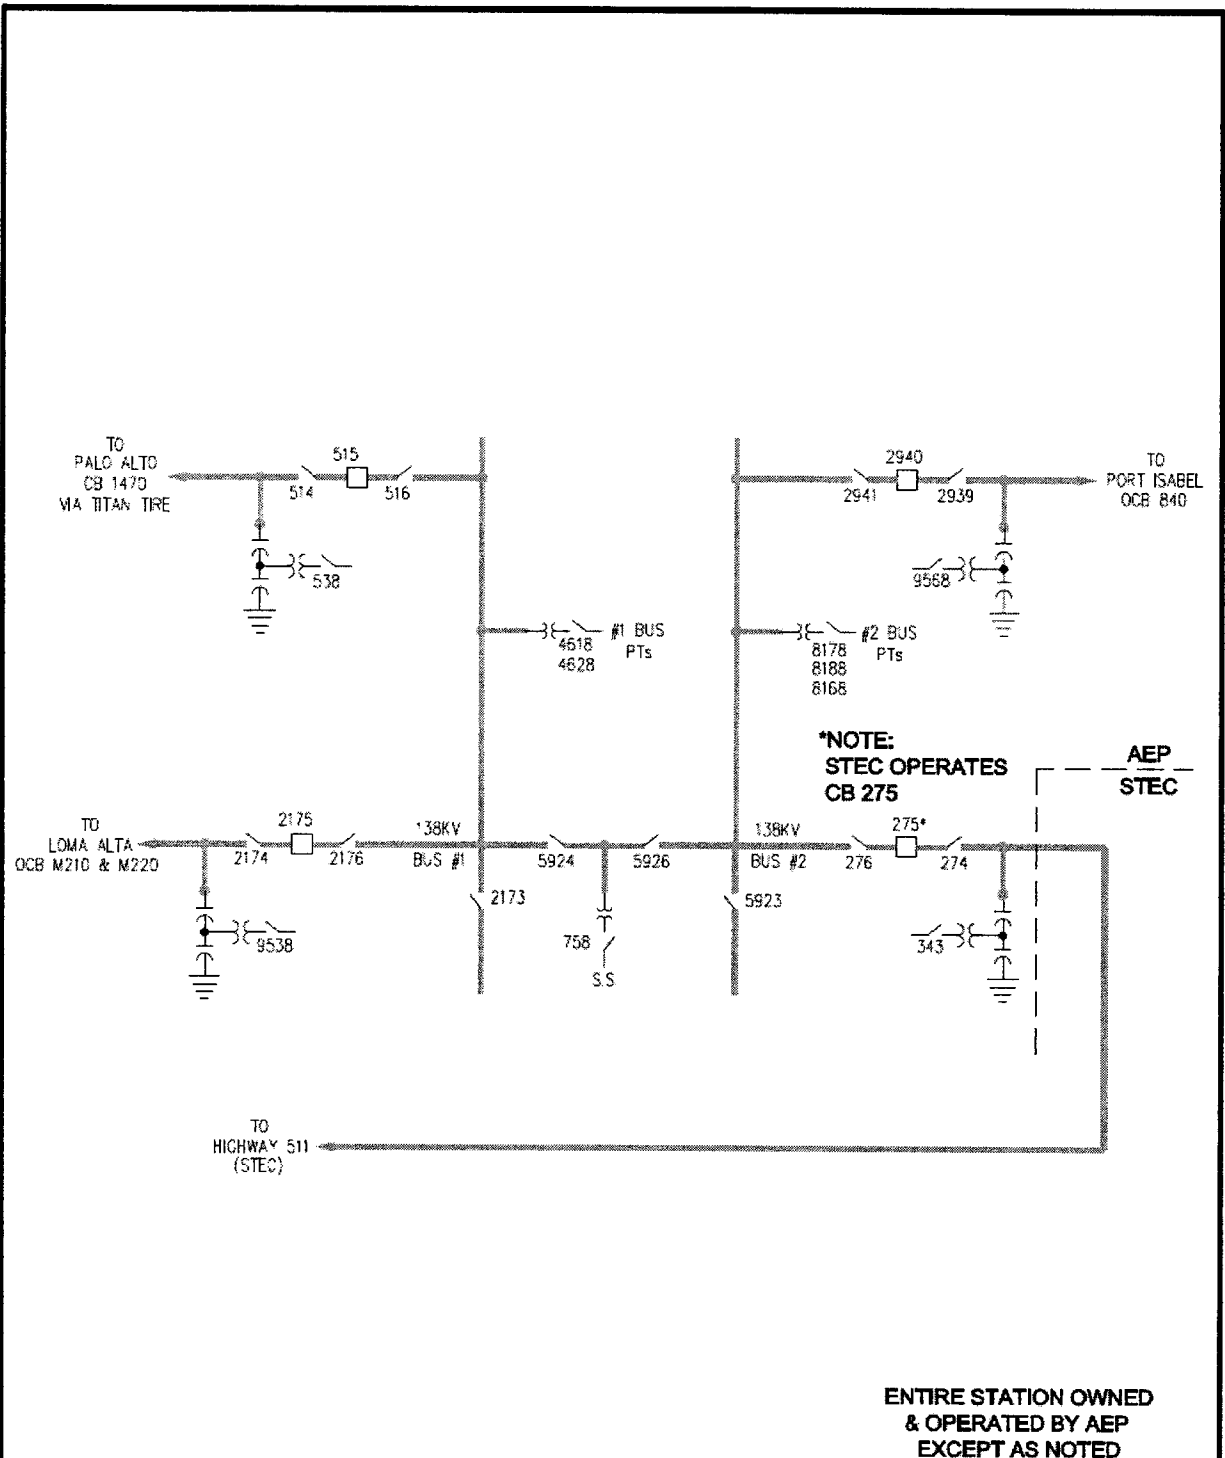 TO
PALO ALTO
CB 1470
VIA TITAN TIRE
515
514
516
538
2940
2941
2939
TO
PORT ISABEL
OCB 840
9568
#1 BUS
PTs
4618
4628
#2 BUS
PTs
8178
8188
8168
*NOTE:
STEC OPERATES
CB 275
AEP
STEC
TO
LOMA ALTA
OCB M210 & M220
2175
2174
2176
138KV
BUS #1
5924
5926
138KV
BUS #2
275*
276
274
2173
5923
9538
758
S.S
343
TO
HIGHWAY 511
(STEC)
ENTIRE STATION OWNED
& OPERATED BY AEP
EXCEPT AS NOTED